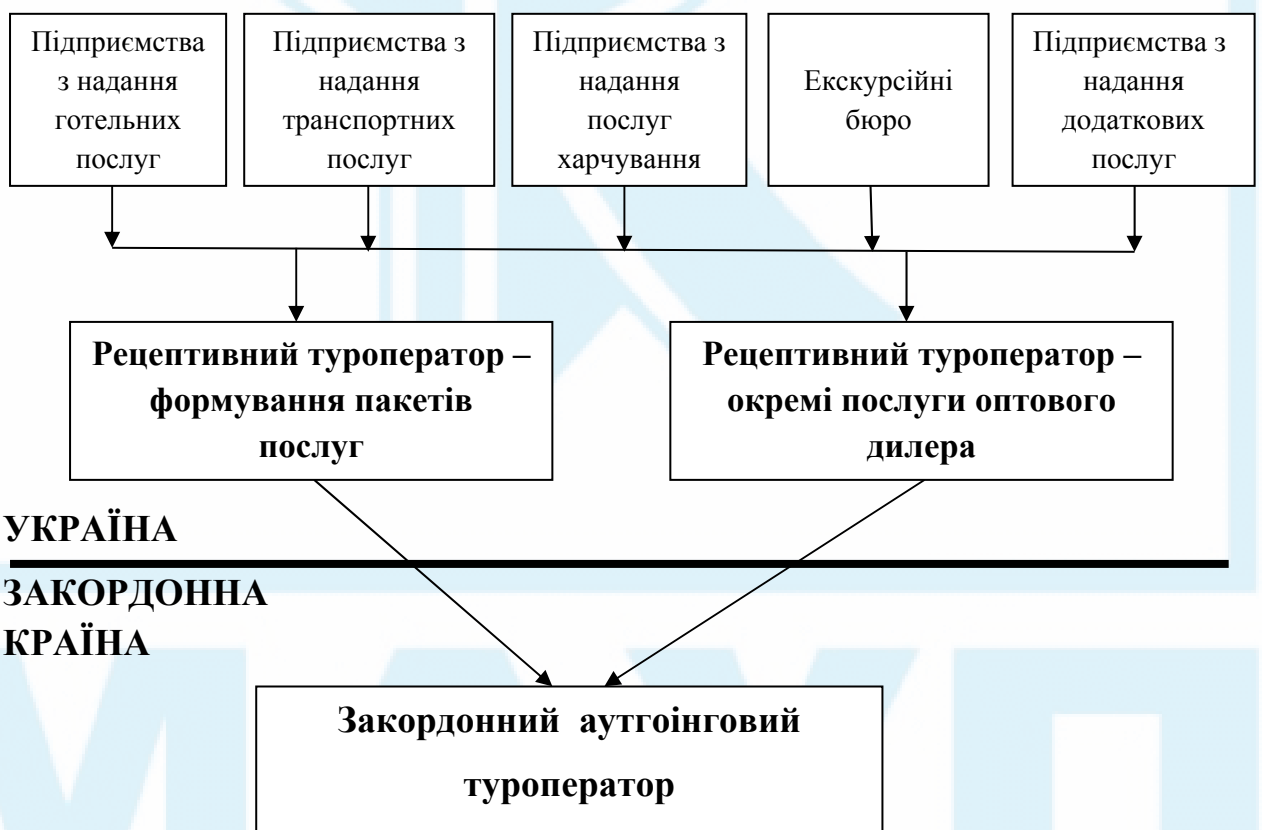 Підприємства
з надання
готельних
послуг
Підприємства з
надання
транспортних
послуг
Підприємства з
надання
послуг
харчування
Екскурсійні
бюро
Підприємства з
надання
додаткових
послуг
Рецептивний туроператор –
формування пакетів
послуг
Рецептивний туроператор –
окремі послуги оптового
дилера
УКРАЇНА
ЗАКОРДОННА
КРАЇНА
Закордонний аутгоінговий
туроператор
МАУП